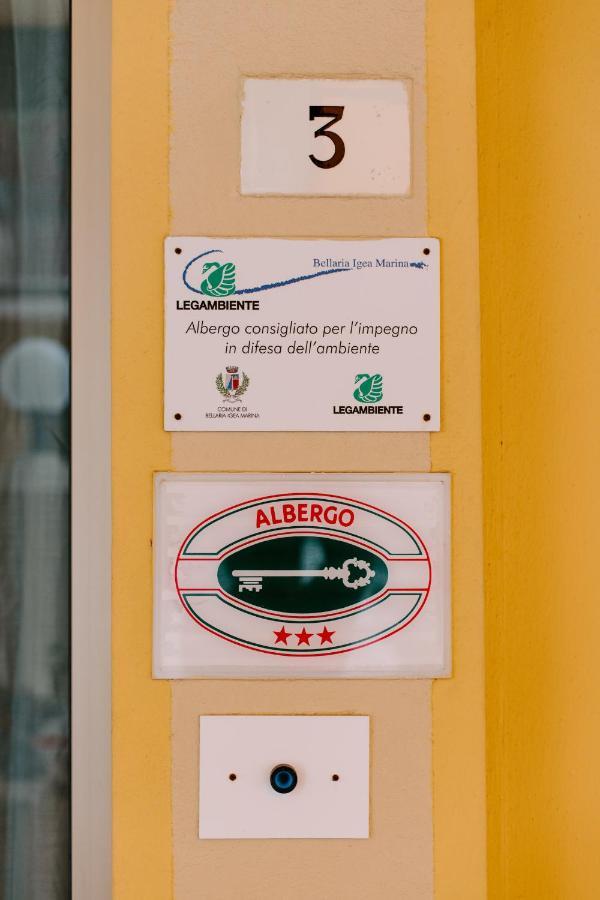 3
Bellaria Igea Marina
LEGAMBIENTE
Albergo consigliato per l'impegno
in difesa dell'ambiente
COMUNE DI
BELLARIA IGEA MARINA
LEGAMBIENTE
ALBERGO